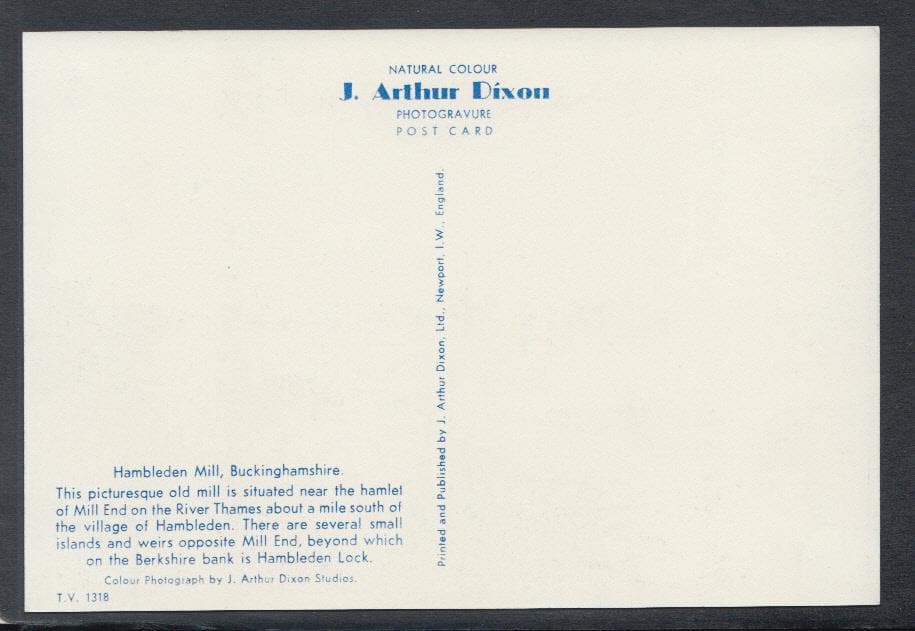 NATURAL COLOUR
J. Arthur Dixon
PHOTOGRAVURE
POST CARD
Printed and Published by J. Arthur Dixon, Ltd., Newport, I.W., England.
Hambleden Mill, Buckinghamshire.
This picturesque old mill is situated near the hamlet
of Mill End on the River Thames about a mile south of
the village of Hambleden. There are several small
islands and weirs opposite Mill End, beyond which
on the Berkshire bank is Hambleden Lock.
Colour Photograph by J. Arthur Dixon Studios.
T.V. 1318